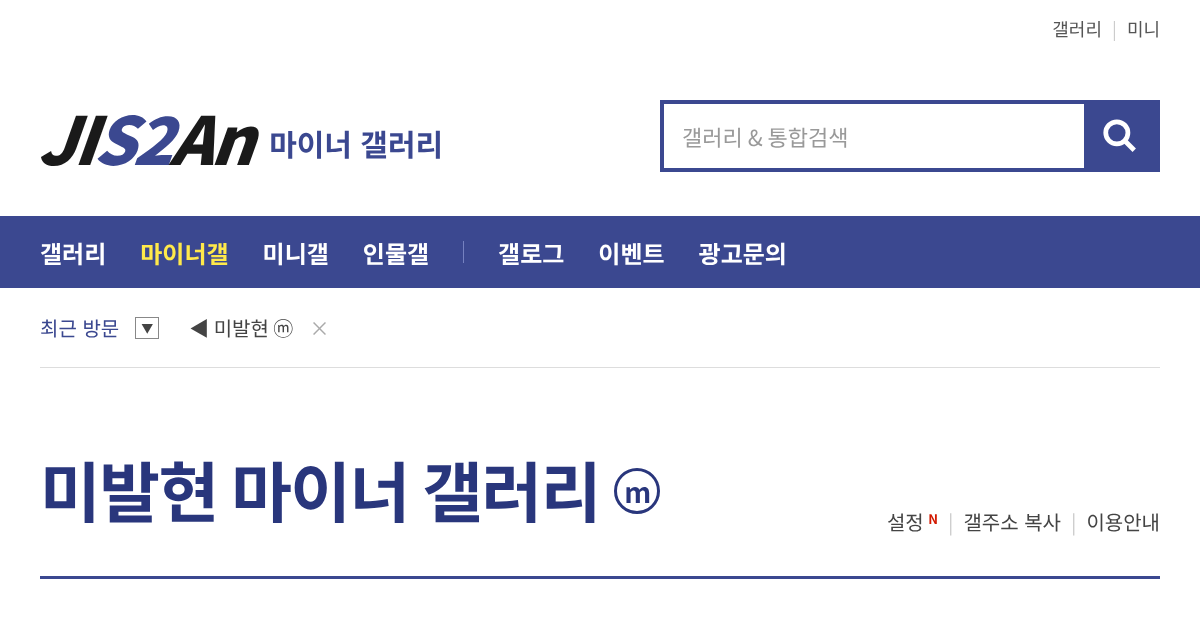 갤러리 | 미니
JIS2An 마이너 갤러리
갤러리 & 통합검색
갤러리 마이너갤 미니갤 인물갤 | 갤로그 이벤트 광고문의
최근 방문 ▼ ◀ 미발현 ⓜ ×
미발현 마이너 갤러리 ⓜ
설정 N | 갤주소 복사 | 이용안내